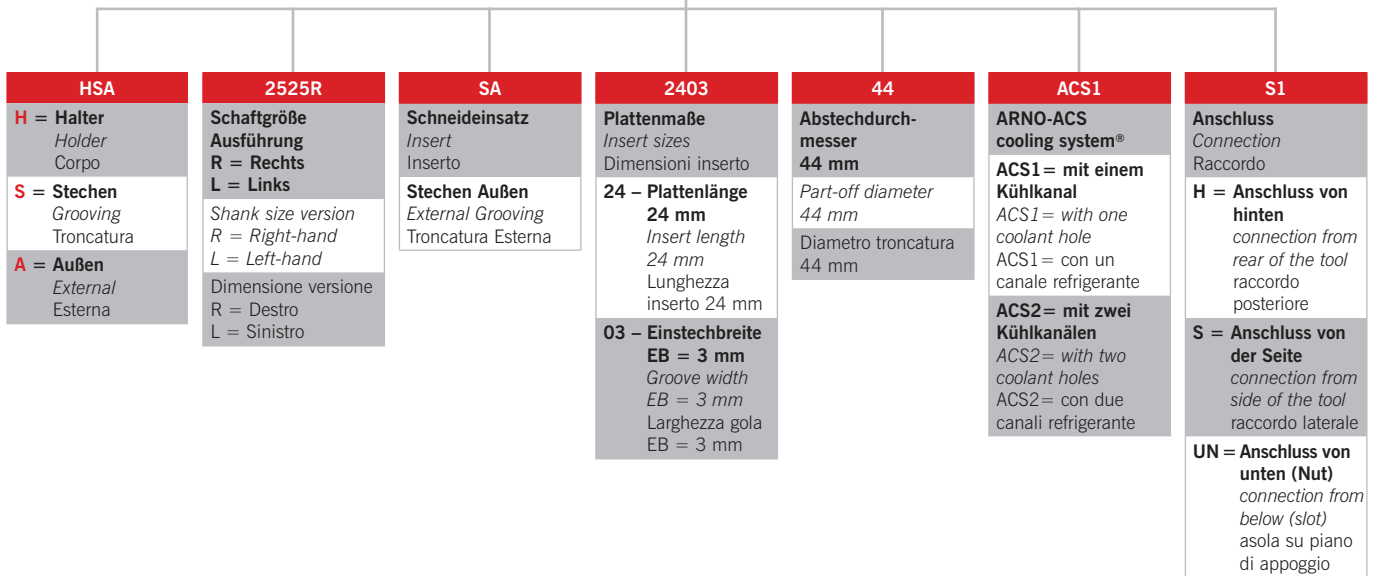 HSA
H = Halter
Holder
Corpo
S = Stechen
Grooving
Troncatura
A = Außen
External
Esterna
2525R
Schaftgröße
Ausführung
R = Rechts
L = Links
Shank size version
R = Right-hand
L = Left-hand
Dimensione versione
R = Destro
L = Sinistro
SA
Schneideinsatz
Insert
Inserto
Stechen Außen
External Grooving
Troncatura Esterna
2403
Plattenmaße
Insert sizes
Dimensioni inserto
24 – Plattenlänge
24 mm
Insert length
24 mm
Lunghezza
inserto 24 mm
03 – Einstechbreite
EB = 3 mm
Groove width
EB = 3 mm
Larghezza gola
EB = 3 mm
44
Abstechdurch-
messer
44 mm
Part-off diameter
44 mm
Diametro troncatura
44 mm
ACS1
ARNO-ACS
cooling system®
ACS1= mit einem
Kühlkanal
ACS1= with one
coolant hole
ACS1= con un
canale refrigerante
ACS2= mit zwei
Kühlkanälen
ACS2= with two
coolant holes
ACS2= con due
canali refrigerante
S1
Anschluss
Connection
Raccordo
H = Anschluss von
hinten
connection from
rear of the tool
raccordo
posteriore
S = Anschluss von
der Seite
connection from
side of the tool
raccordo laterale
UN = Anschluss von
unten (Nut)
connection from
below (slot)
asola su piano
di appoggio